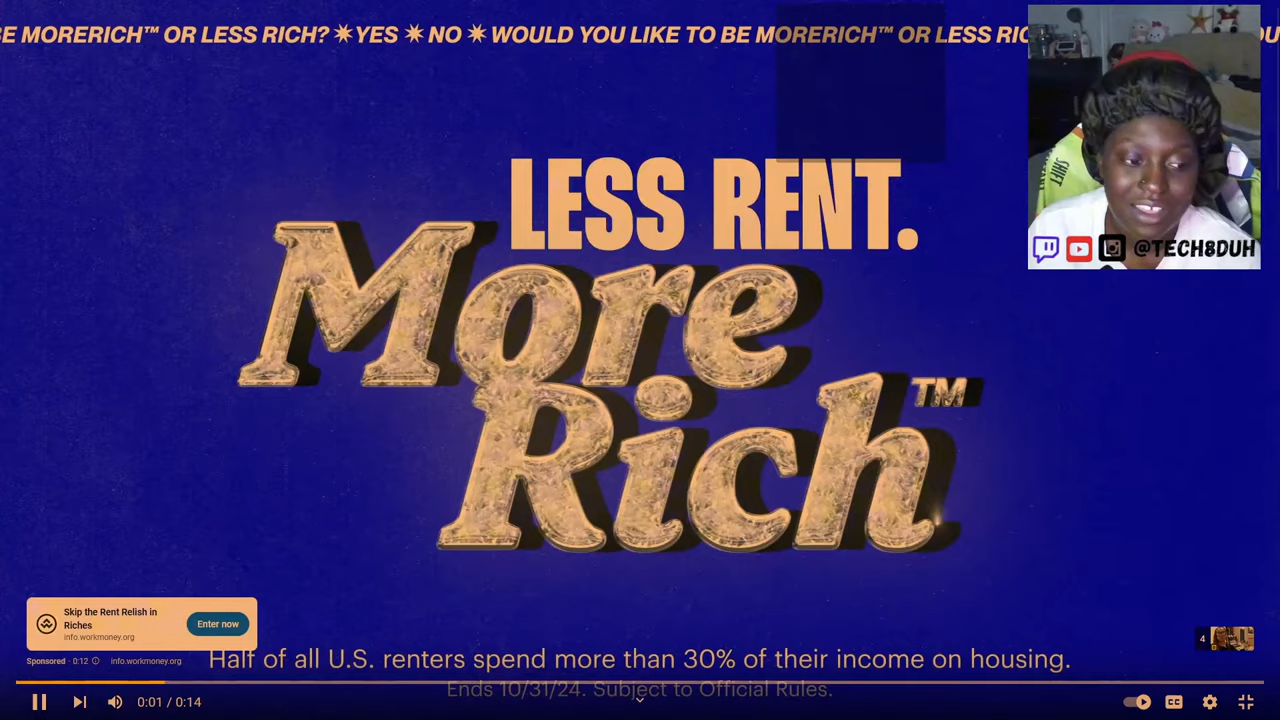 E MORERICH™ OR LESS RICH? ✷ YES ✷ NO ✷ WOULD YOU LIKE TO BE MORERICH™ OR LESS RIC
LESS RENT.
More
Rich™
SHIFT
@TECH8DUH
Skip the Rent Relish in
Riches
info.workmoney.org
Enter now
Sponsored · 0:12
info.workmoney.org
4
Half of all U.S. renters spend more than 30% of their income on housing.
Ends 10/31/24. Subject to Official Rules.
0:01 / 0:14
CC